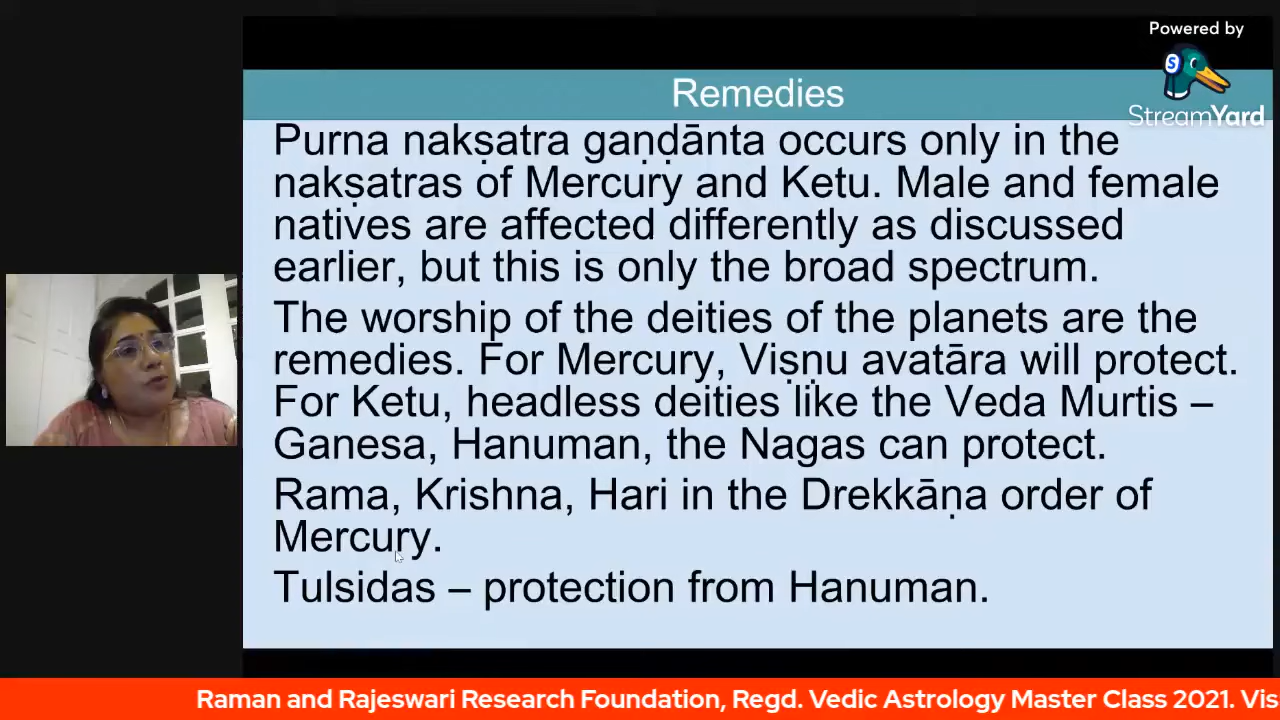 Powered by
StreamYard
Remedies
Purna nakṣatra gaṇḍānta occurs only in the
nakṣatras of Mercury and Ketu. Male and female
natives are affected differently as discussed
earlier, but this is only the broad spectrum.
The worship of the deities of the planets are the
remedies. For Mercury, Viṣṇu avatāra will protect.
For Ketu, headless deities like the Veda Murtis –
Ganesa, Hanuman, the Nagas can protect.
Rama, Krishna, Hari in the Drekkāṇa order of
Mercury.
Tulsidas – protection from Hanuman.
Raman and Rajeswari Research Foundation, Regd. Vedic Astrology Master Class 2021. Vis